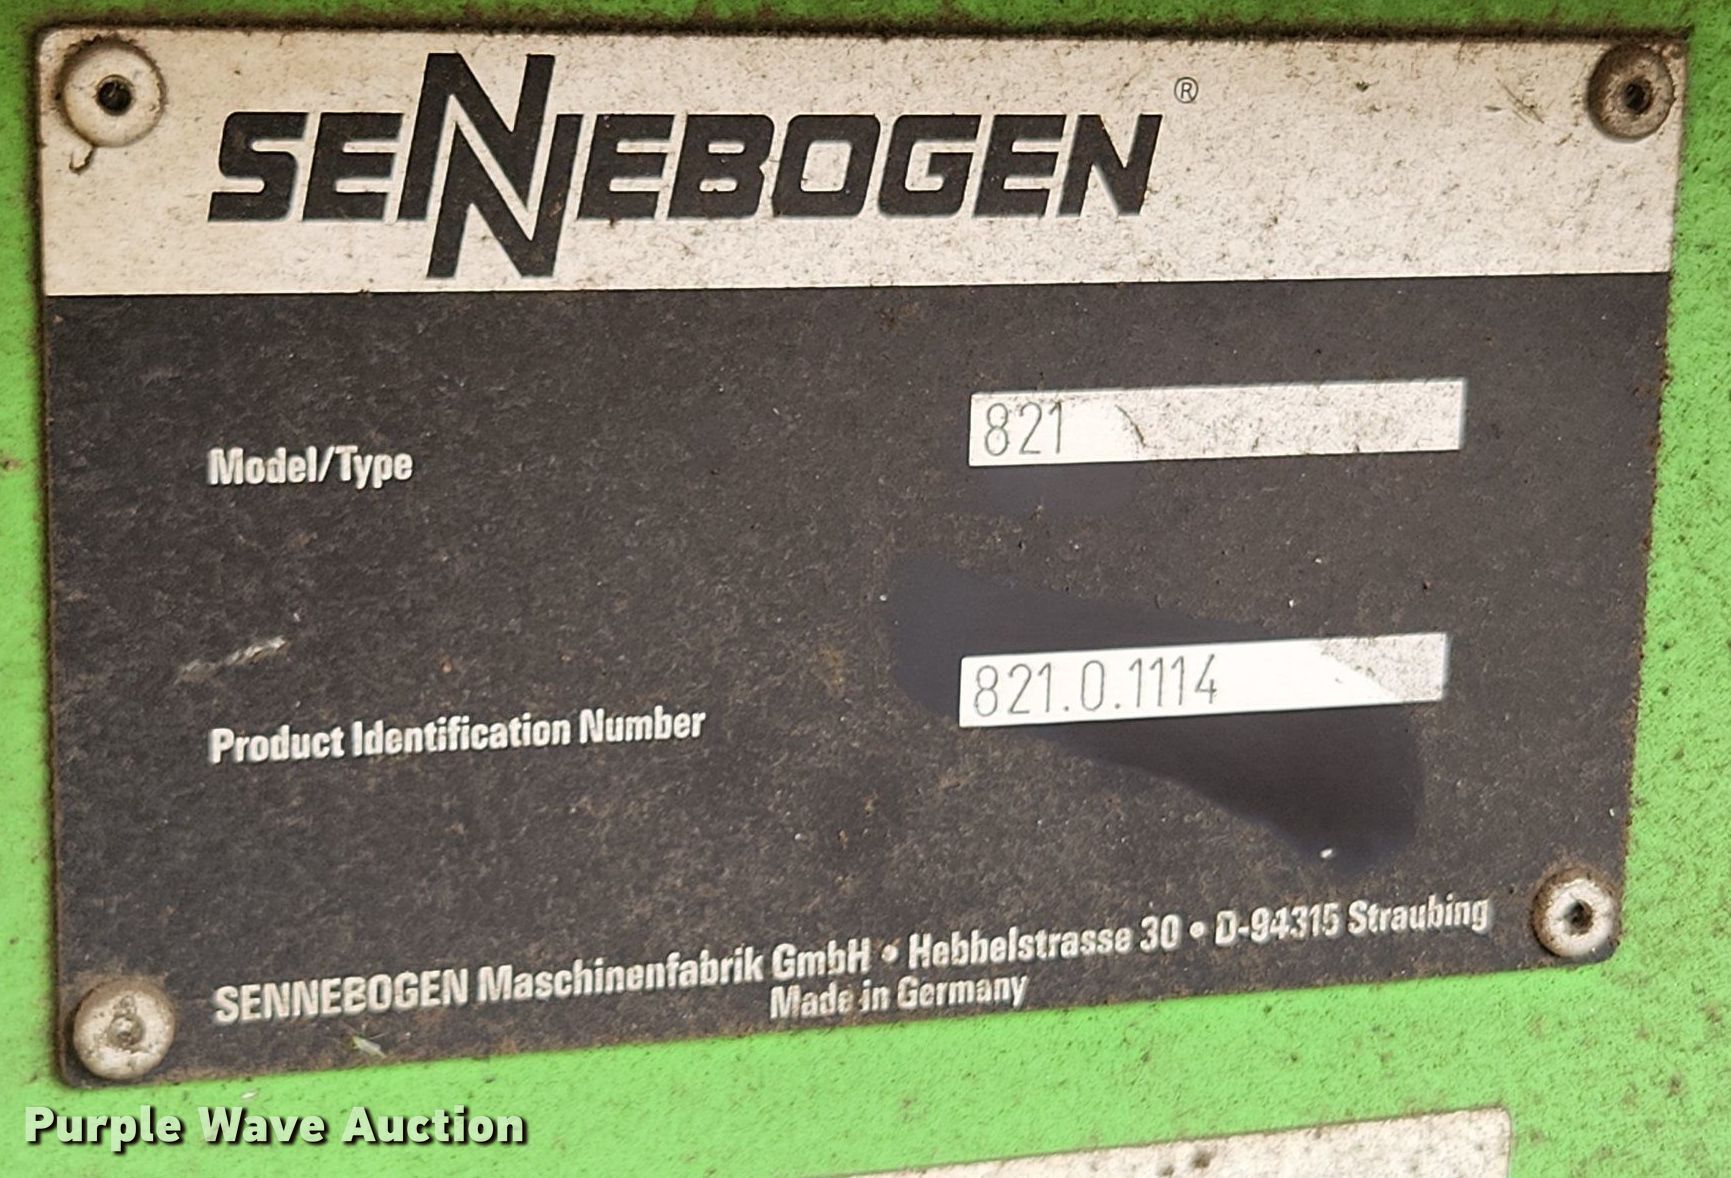 SENNEBOGEN ®
Model/Type 821
Product Identification Number 821.0.1114
SENNEBOGEN Maschinenfabrik GmbH • Hebbelstrasse 30 • D-94315 Straubing
Made in Germany
Purple Wave Auction